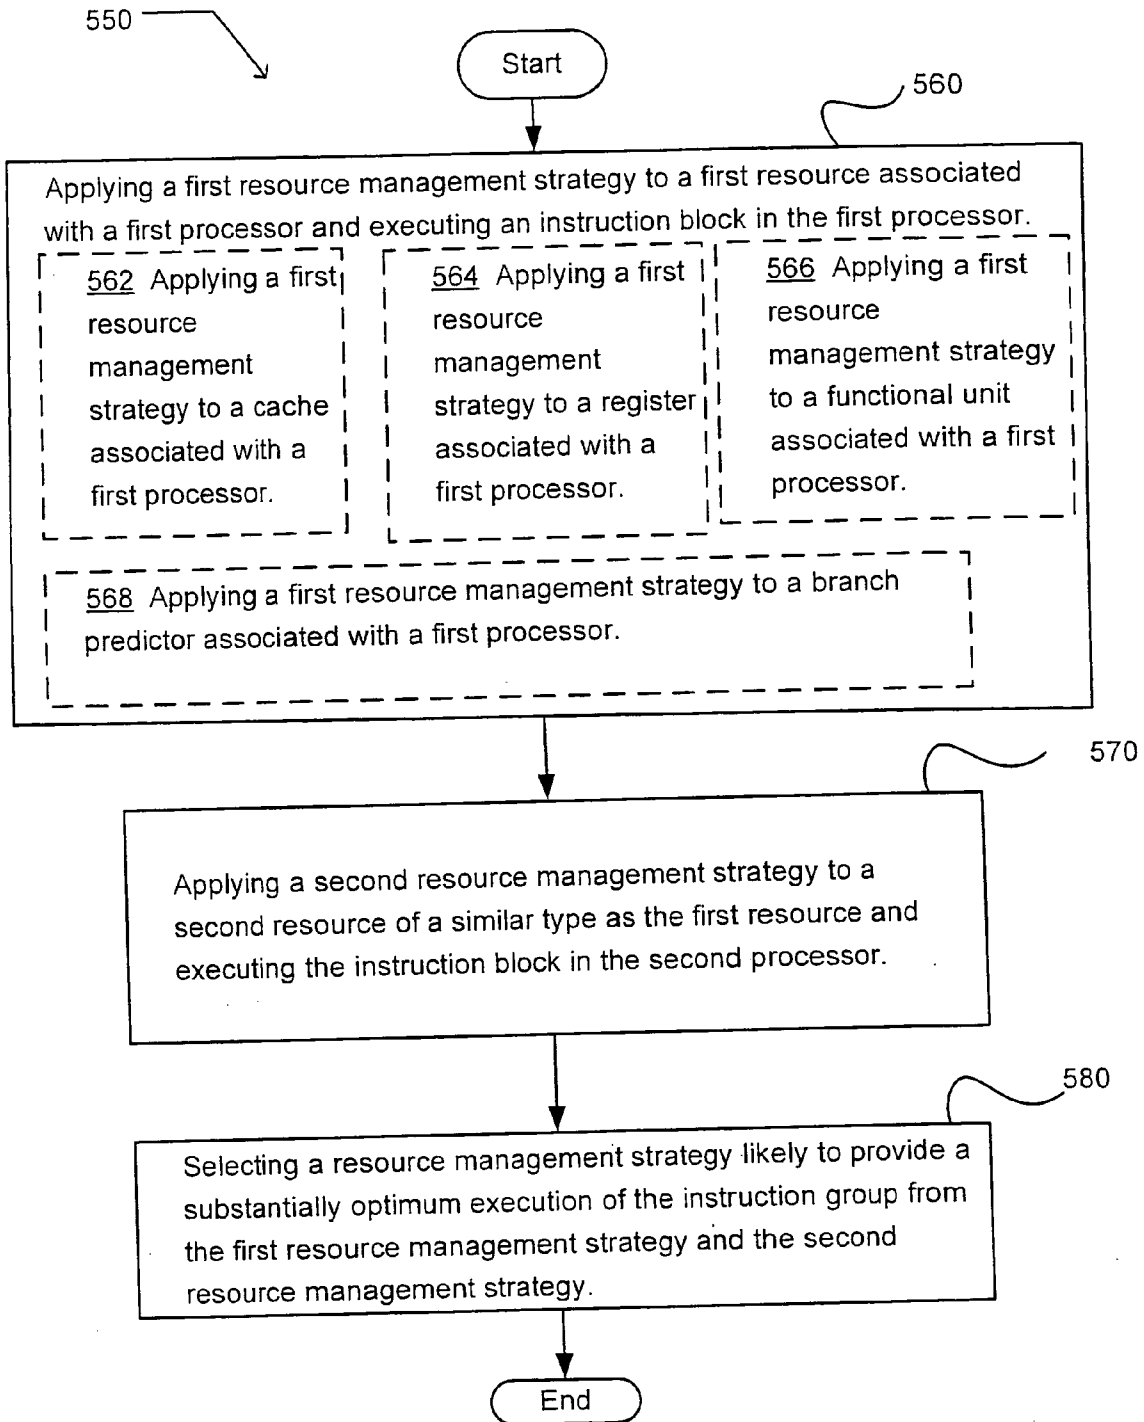 550
Start
560
Applying a first resource management strategy to a first resource associated
with a first processor and executing an instruction block in the first processor.
562 Applying a first
resource
management
strategy to a cache
associated with a
first processor.
564 Applying a first
resource
management
strategy to a register
associated with a
first processor.
566 Applying a first
resource
management strategy
to a functional unit
associated with a first
processor.
568 Applying a first resource management strategy to a branch
predictor associated with a first processor.
570
Applying a second resource management strategy to a
second resource of a similar type as the first resource and
executing the instruction block in the second processor.
580
Selecting a resource management strategy likely to provide a
substantially optimum execution of the instruction group from
the first resource management strategy and the second
resource management strategy.
End